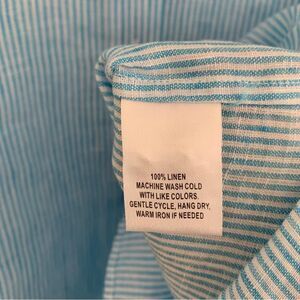 100% LINEN
MACHINE WASH COLD
WITH LIKE COLORS.
GENTLE CYCLE, HANG DRY.
WARM IRON IF NEEDED